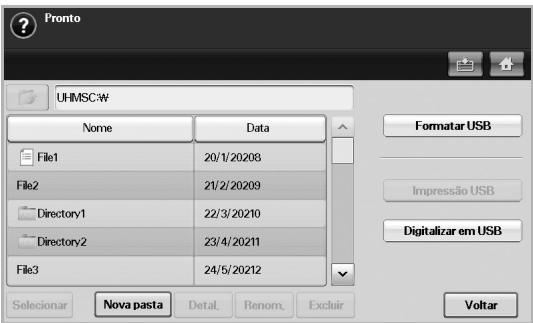 Pronto
UHMSC:₩
Nome Data
File1 20/1/20208
File2 21/2/20209
Directory1 22/3/20210
Directory2 23/4/20211
File3 24/5/20212
Formatar USB
Impressão USB
Digitalizar em USB
Selecionar Nova pasta Detal. Renom. Excluir Voltar